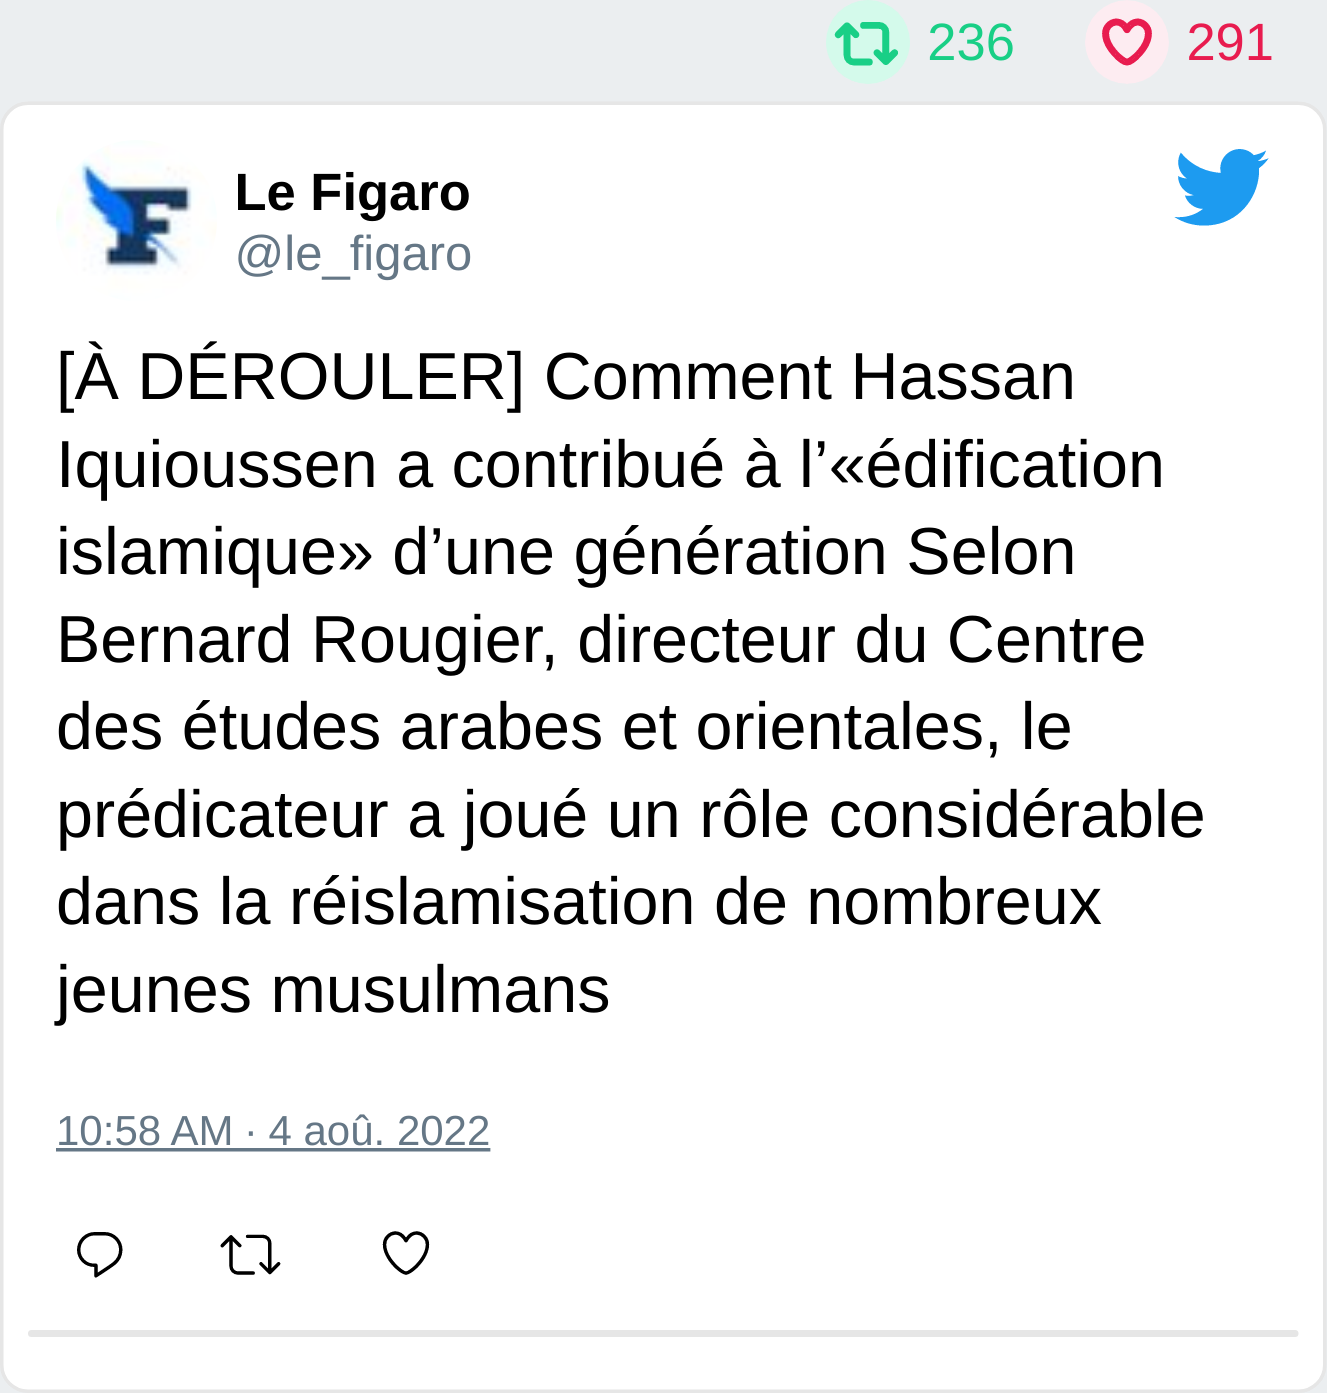 236 291
Le Figaro
@le_figaro
[À DÉROULER] Comment Hassan
Iquioussen a contribué à l’«édification
islamique» d’une génération Selon
Bernard Rougier, directeur du Centre
des études arabes et orientales, le
prédicateur a joué un rôle considérable
dans la réislamisation de nombreux
jeunes musulmans
10:58 AM · 4 aoû. 2022